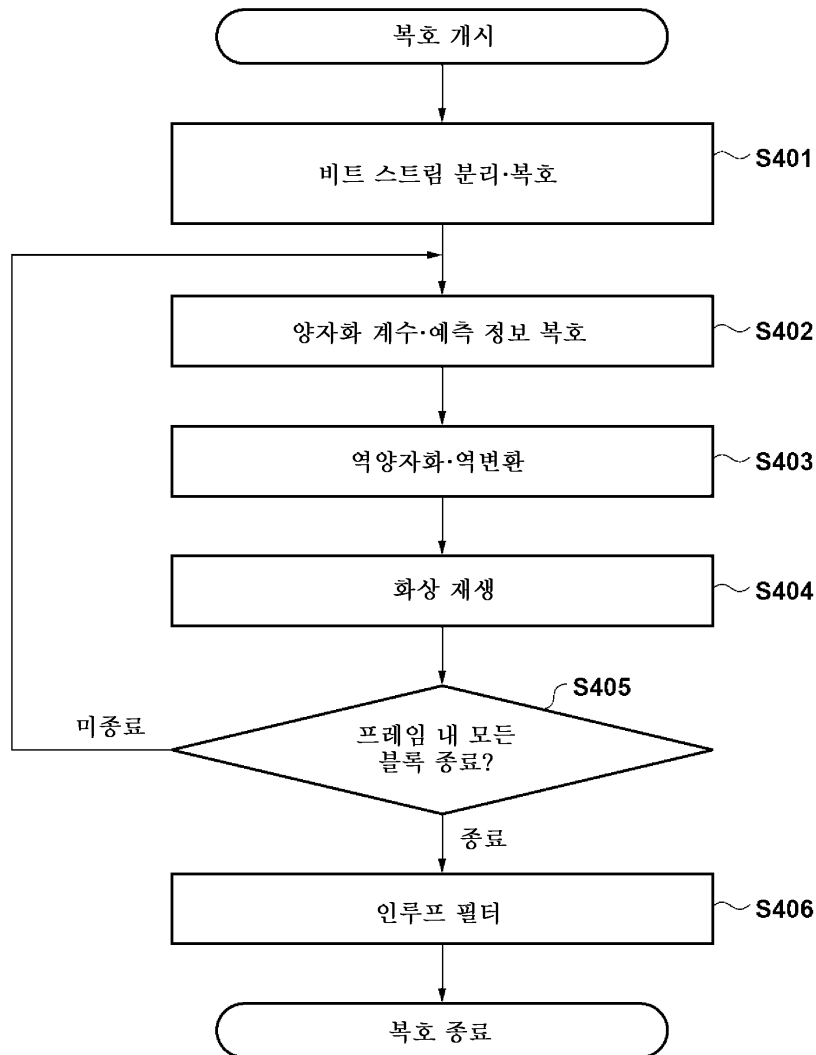 복호 개시
비트 스트림 분리·복호
S401
양자화 계수·예측 정보 복호
S402
역양자화·역변환
S403
화상 재생
S404
S405
미종료
프레임 내 모든
블록 종료?
종료
인루프 필터
S406
복호 종료